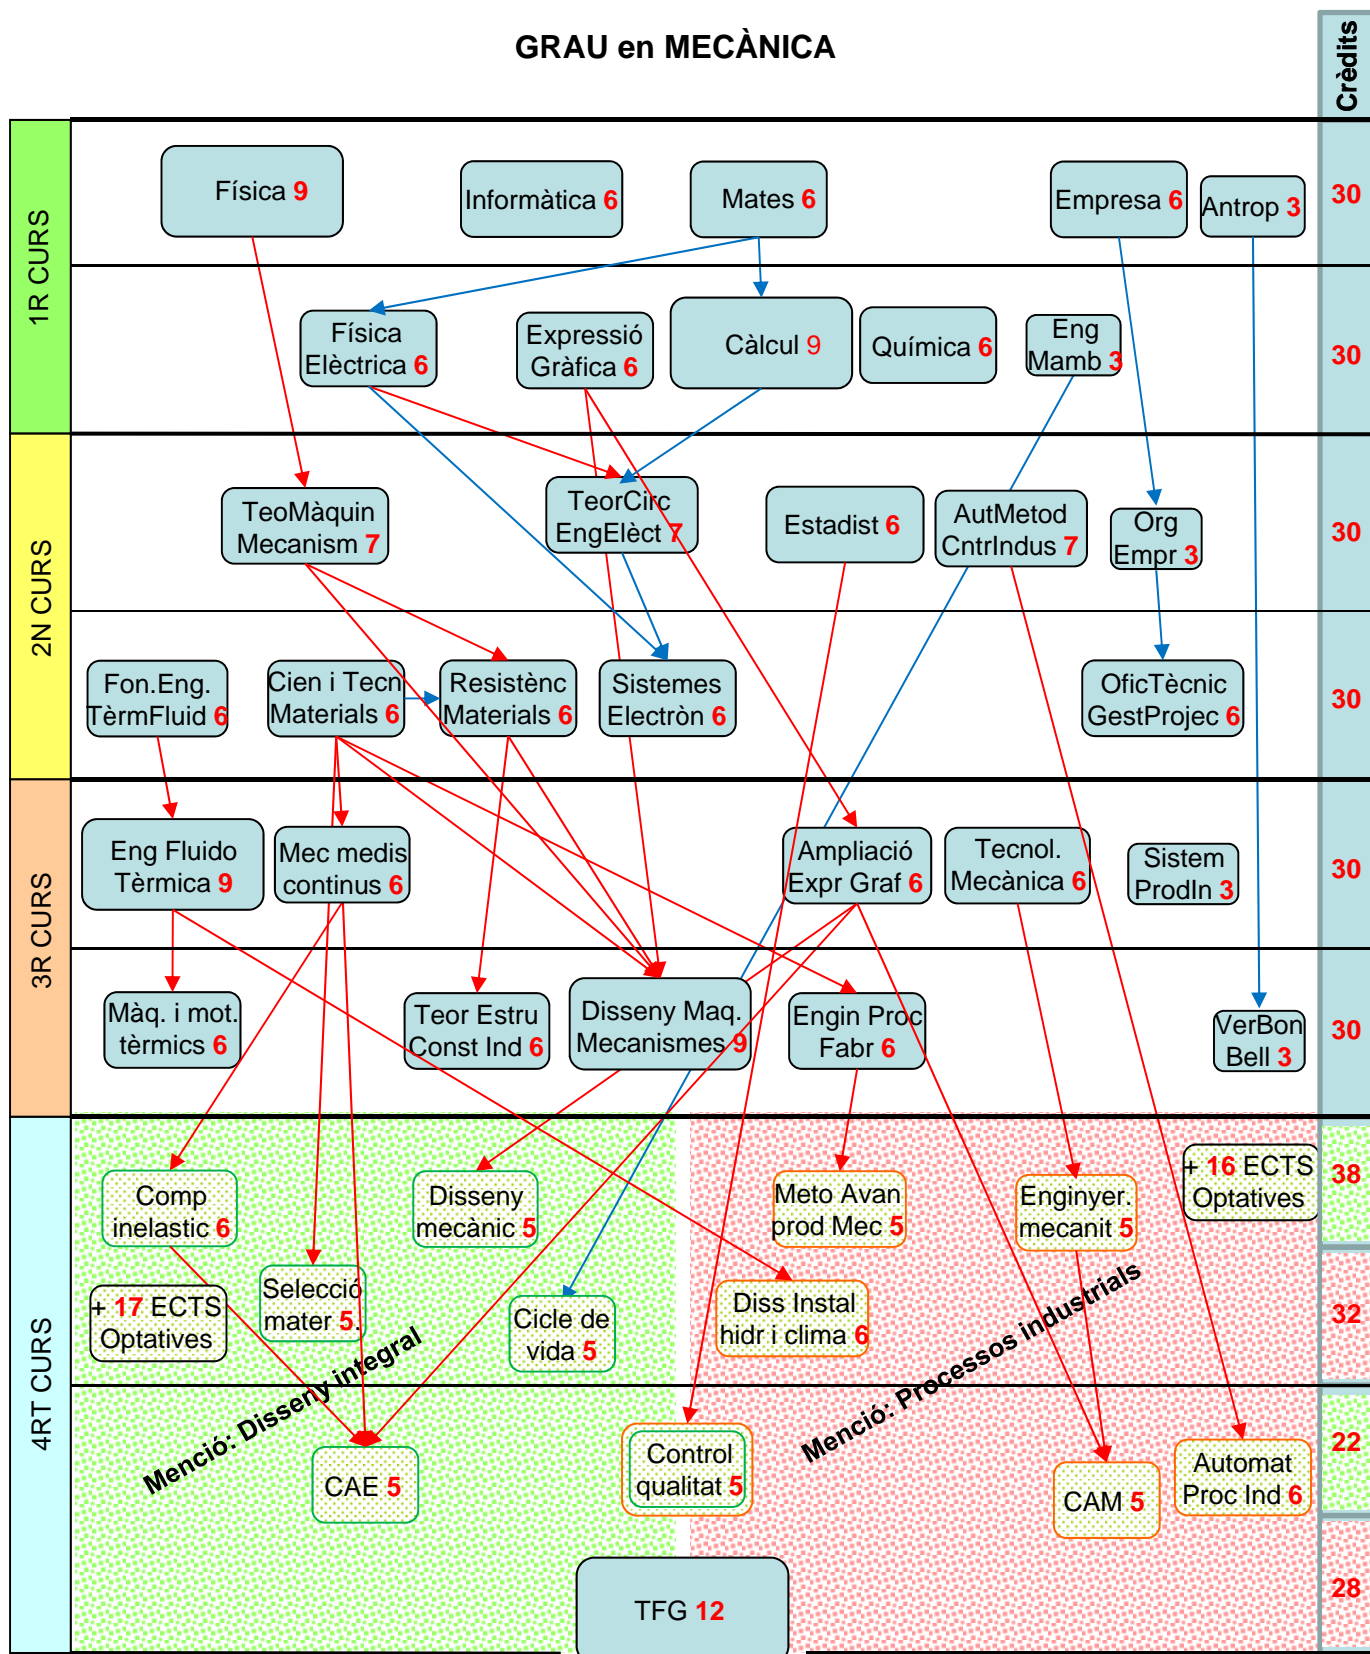 GRAU en MECÀNICA
Crèdits
1R CURS
Física 9
Informàtica 6
Mates 6
Empresa 6
Antrop 3
30
Física
Elèctrica 6
Expressió
Gràfica 6
Càlcul 9
Química 6
Eng
Mamb 3
30
2N CURS
TeoMàquin
Mecanism 7
TeorCirc
EngElèct 7
Estadist 6
AutMetod
CntrIndus 7
Org
Empr 3
30
Fon.Eng.
TèrmFluid 6
Cien i Tecn
Materials 6
Resistènc
Materials 6
Sistemes
Electròn 6
OficTècnic
GestProjec 6
30
3R CURS
Eng Fluido
Tèrmica 9
Mec medis
continus 6
Ampliació
Expr Graf 6
Tecnol.
Mecànica 6
Sistem
ProdIn 3
30
Màq. i mot.
tèrmics 6
Teor Estru
Const Ind 6
Disseny Maq.
Mecanismes 9
Engin Proc
Fabr 6
VerBon
Bell 3
30
4RT CURS
Comp
inelastic 6
Disseny
mecànic 5
Meto Avan
prod Mec 5
Enginyer.
mecanit 5
+ 16 ECTS
Optatives
38
+ 17 ECTS
Optatives
Selecció
mater 5.
Cicle de
vida 5
Diss Instal
hidr i clima 6
32
Menció: Disseny integral
Menció: Processos industrials
CAE 5
Control
qualitat 5
CAM 5
Automat
Proc Ind 6
22
TFG 12
28